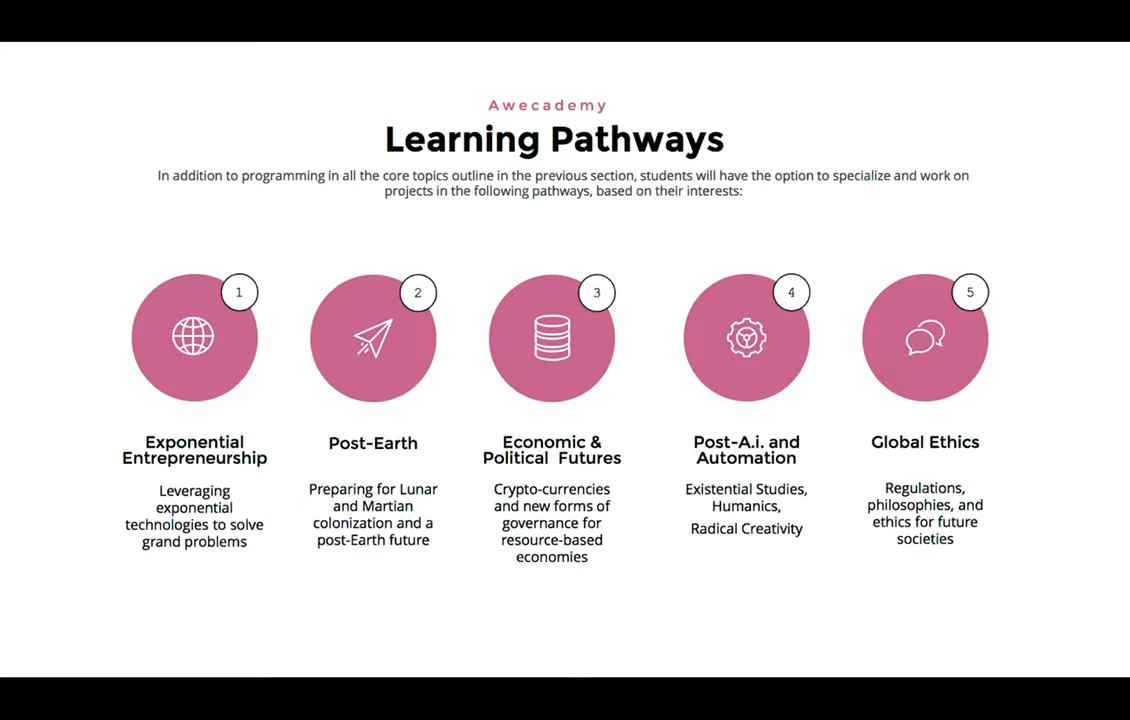 Awecademy
Learning Pathways
In addition to programming in all the core topics outline in the previous section, students will have the option to specialize and work on
projects in the following pathways, based on their interests:
1
2
3
4
5
Exponential
Entrepreneurship
Leveraging
exponential
technologies to solve
grand problems
Post-Earth
Preparing for Lunar
and Martian
colonization and a
post-Earth future
Economic &
Political Futures
Crypto-currencies
and new forms of
governance for
resource-based
economies
Post-A.i. and
Automation
Existential Studies,
Humanics,
Radical Creativity
Global Ethics
Regulations,
philosophies, and
ethics for future
societies